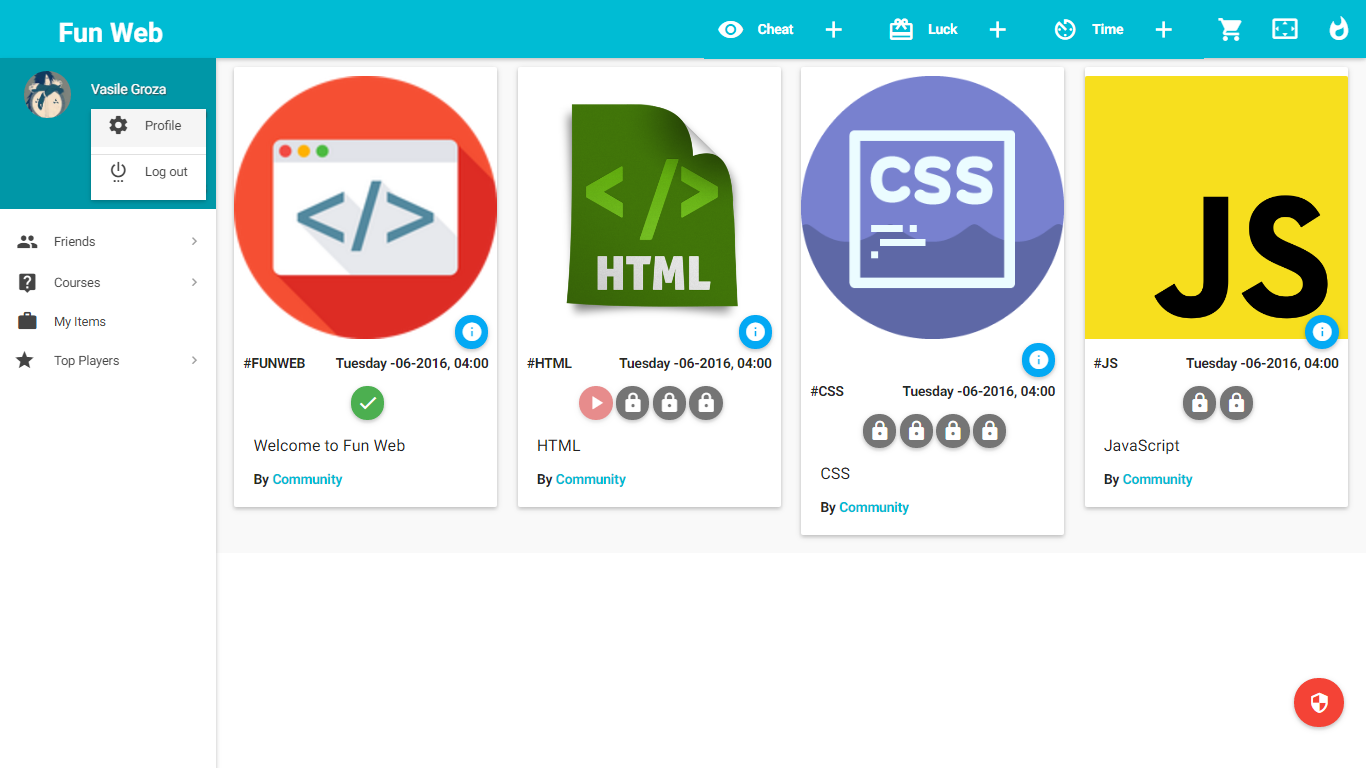 Fun Web
Cheat
Luck
Time
Vasile Groza
Profile
Log out
Friends
Courses
My Items
Top Players
#FUNWEB Tuesday -06-2016, 04:00
Welcome to Fun Web
By Community
HTML
#HTML Tuesday -06-2016, 04:00
HTML
By Community
CSS
#CSS Tuesday -06-2016, 04:00
CSS
By Community
JS
#JS Tuesday -06-2016, 04:00
JavaScript
By Community